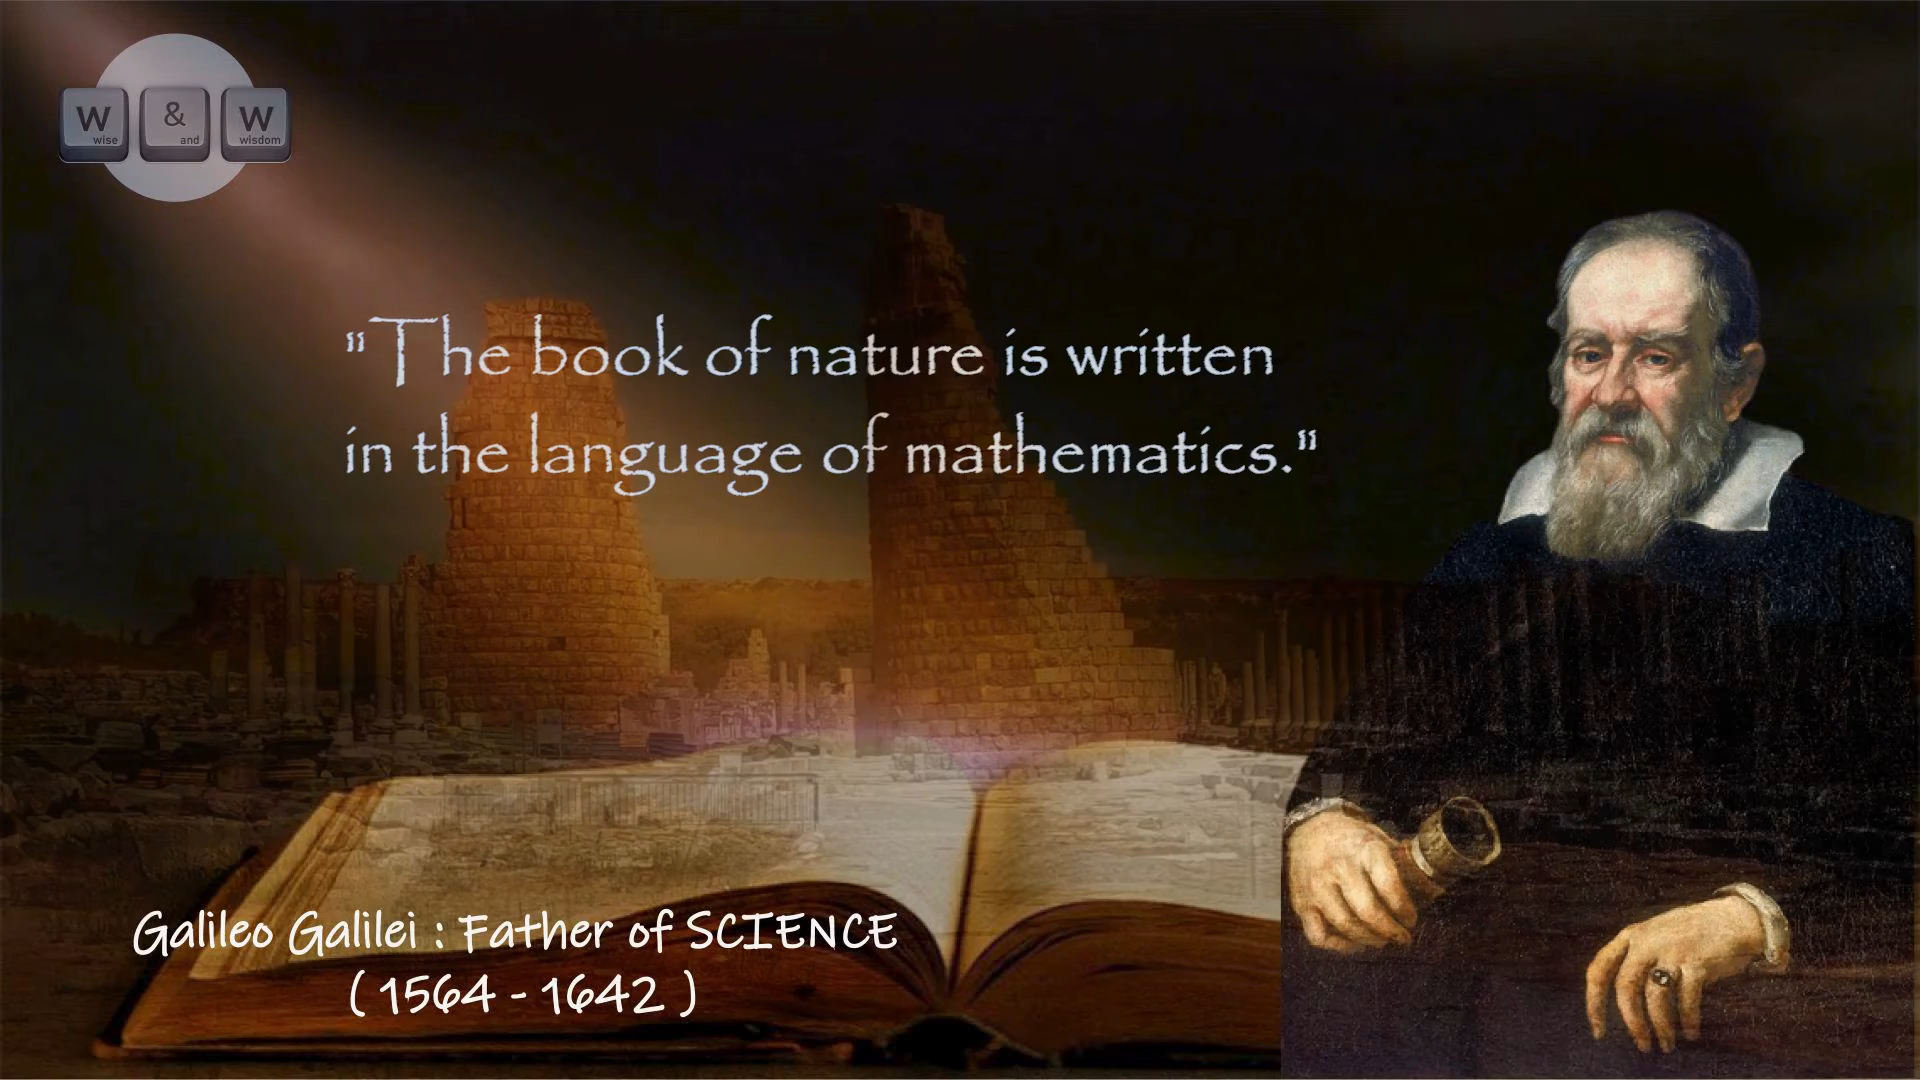 W & W
wise and wisdom
"The book of nature is written
in the language of mathematics."
Galileo Galilei : Father of SCIENCE
( 1564 - 1642 )